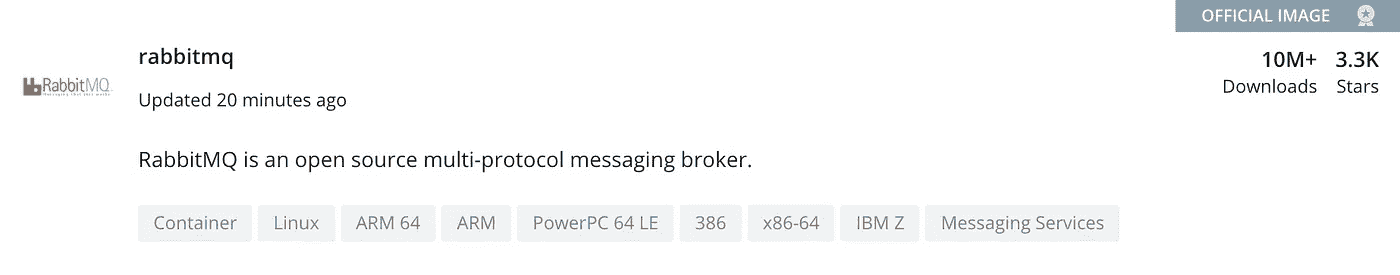 OFFICIAL IMAGE
rabbitmq
10M+ 3.3K
RabbitMQ
Downloads Stars
Updated 20 minutes ago
RabbitMQ is an open source multi-protocol messaging broker.
Container Linux ARM 64 ARM PowerPC 64 LE 386 x86-64 IBM Z Messaging Services